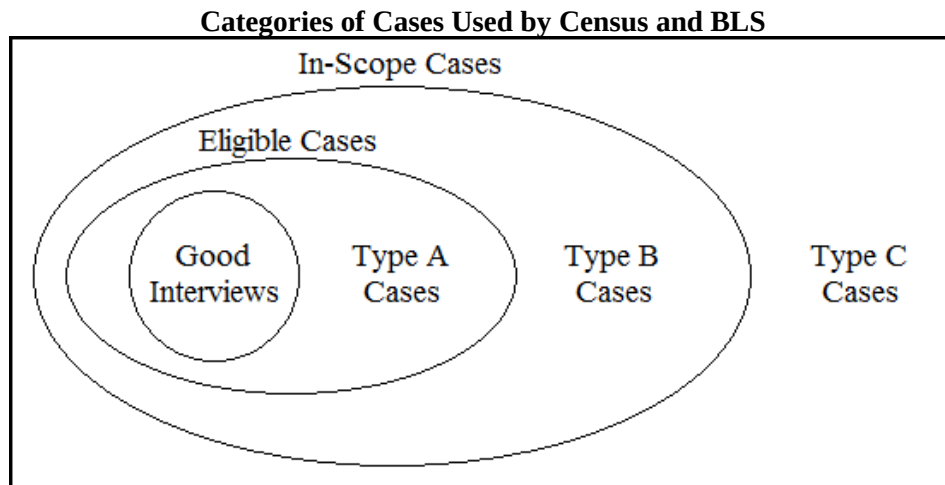 Categories of Cases Used by Census and BLS
In-Scope Cases
Eligible Cases
Good
Interviews
Type A
Cases
Type B
Cases
Type C
Cases